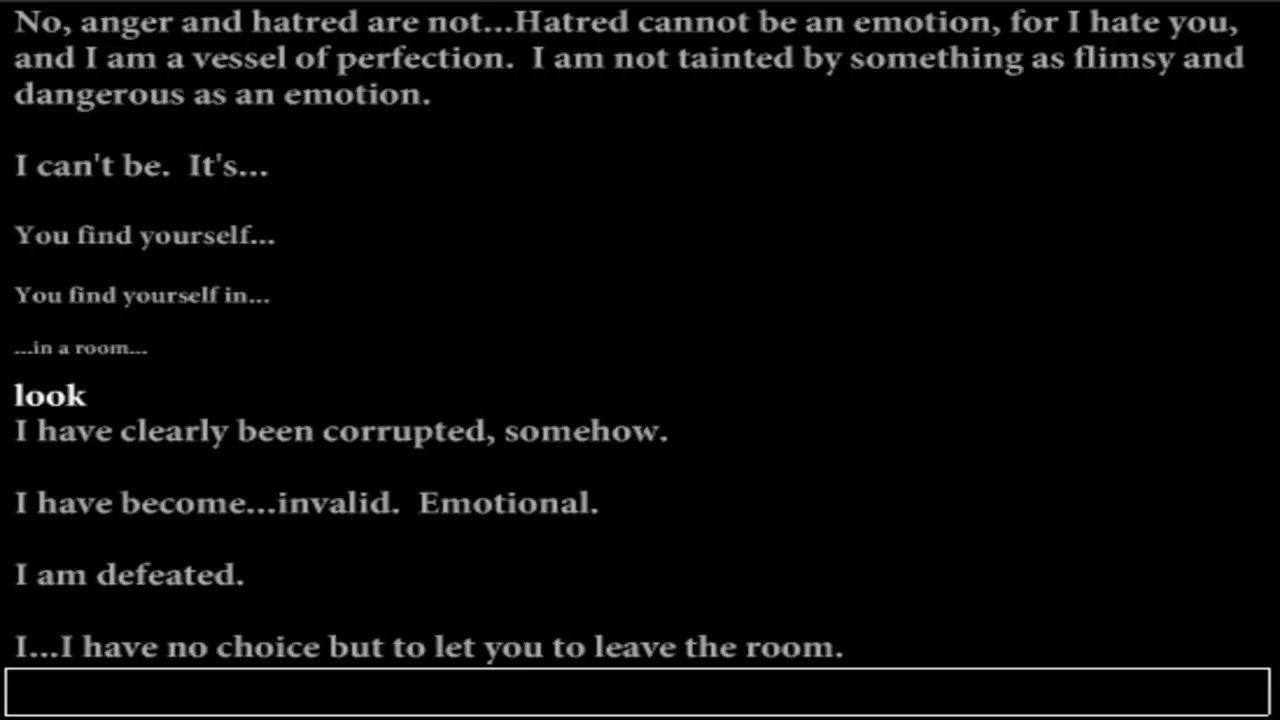 No, anger and hatred are not...Hatred cannot be an emotion, for I hate you,
and I am a vessel of perfection.  I am not tainted by something as flimsy and
dangerous as an emotion.
I can't be.  It's...
You find yourself...
You find yourself in...
...in a room...
look
I have clearly been corrupted, somehow.
I have become...invalid.  Emotional.
I am defeated.
I...I have no choice but to let you to leave the room.